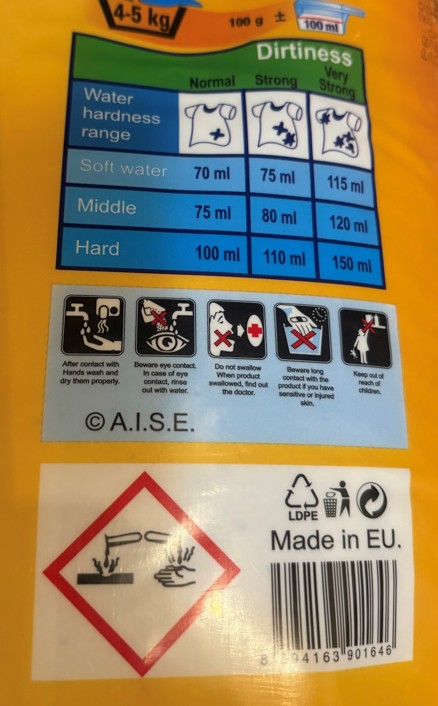 4-5 kg
100 g ± 100 ml
Dirtiness
Normal Strong Very Strong
Water hardness range
Soft water 70 ml 75 ml 115 ml
Middle 75 ml 80 ml 120 ml
Hard 100 ml 110 ml 150 ml
After contact with
Hands wash and
dry them properly.
Beware eye contact.
In case of eye
contact, rinse
out with water.
Do not swallow
When product
swallowed, find out
the doctor.
Beware long
contact with the
product if you have
sensitive or injured
skin.
Keep out of
reach of
children.
© A.I.S.E.
LDPE
Made in EU.
4163 901646